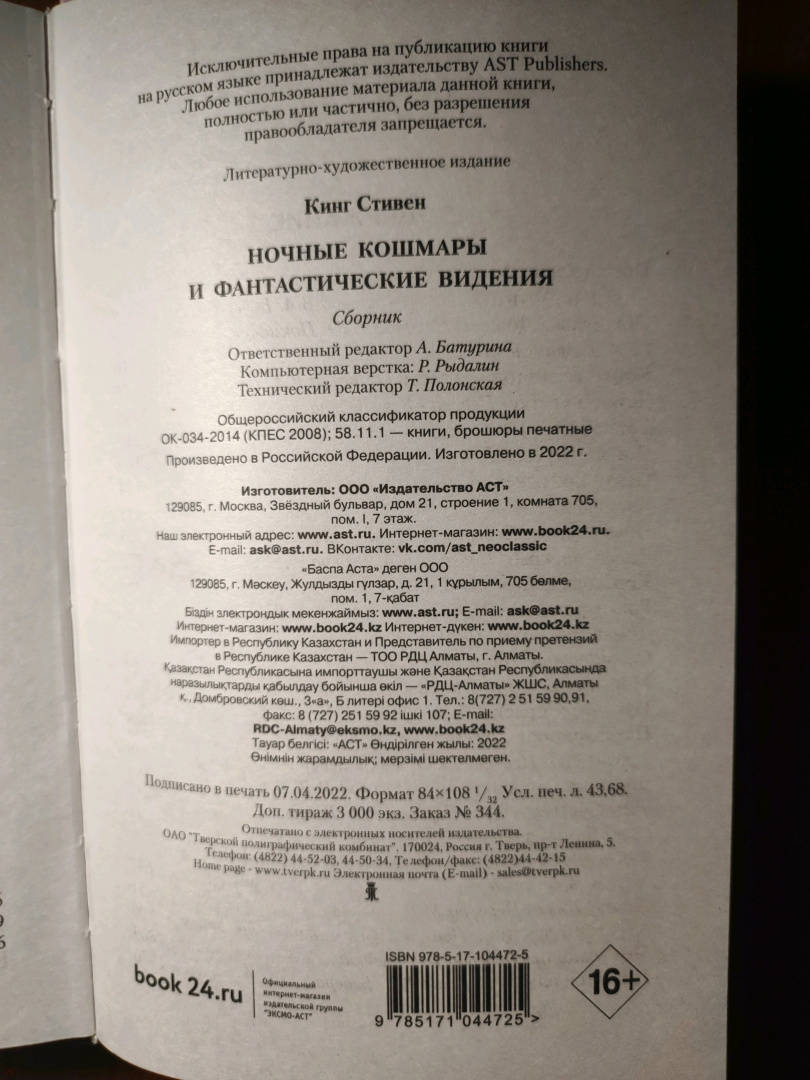 Исключительные права на публикацию книги
на русском языке принадлежат издательству AST Publishers.
Любое использование материала данной книги,
полностью или частично, без разрешения
правообладателя запрещается.
Литературно-художественное издание
Кинг Стивен
НОЧНЫЕ КОШМАРЫ
И ФАНТАСТИЧЕСКИЕ ВИДЕНИЯ
Сборник
Ответственный редактор А. Батурина
Компьютерная верстка: Р. Рыдалин
Технический редактор Т. Полонская
Общероссийский классификатор продукции
ОК-034-2014 (КПЕС 2008); 58.11.1 — книги, брошюры печатные
Произведено в Российской Федерации. Изготовлено в 2022 г.
Изготовитель: ООО «Издательство АСТ»
129085, г. Москва, Звёздный бульвар, дом 21, строение 1, комната 705,
пом. I, 7 этаж.
Наш электронный адрес: www.ast.ru. Интернет-магазин: www.book24.ru.
E-mail: ask@ast.ru. ВКонтакте: vk.com/ast_neoclassic
«Баспа Аста» деген ООО
129085, г. Мәскеу, Жулдызды гүлзар, д. 21, 1 құрылым, 705 бөлме,
пом. 1, 7-қабат
Біздін злектрондык мекенжаймыз: www.ast.ru; E-mail: ask@ast.ru
Интернет-магазин: www.book24.kz Интернет-дүкен: www.book24.kz
Импортер в Республику Казахстан и Представитель по приему претензий
в Республике Казахстан — ТОО РДЦ Алматы, г. Алматы.
Қазақстан Республикасына импорттаушы және Қазақстан Республикасында
наразылықтарды қабылдау бойынша өкіл — «РДЦ-Алматы» ЖШС, Алматы
қ., Домбровский көш., 3«а», Б литері офис 1. Тел.: 8(727) 2 51 59 90,91,
факс: 8 (727) 251 59 92 ішкі 107; E-mail:
RDC-Almaty@eksmo.kz, www.book24.kz
Тауар белгісі: «АСТ» Өндірілген жылы: 2022
Өнімнін жарамдылық; мерзімі шектелмеген.
Подписано в печать 07.04.2022. Формат 84×108 1/32 Усл. печ. л. 43,68.
Доп. тираж 3 000 экз. Заказ № 344.
Отпечатано с электронных носителей издательства.
ОАО "Тверской полиграфический комбинат". 170024, Россия г. Тверь, пр-т Ленина, 5.
Телефон: (4822) 44-52-03, 44-50-34, Телефон/факс: (4822)44-42-15
Home page - www.tverpk.ru Электронная почта (E-mail) - sales@tverpk.ru
9
6
book 24.ru
Официальный
интернет-магазин
издательской группы
"ЭКСМО-АСТ"
ISBN 978-5-17-104472-5
9 785171 044725 >
16+